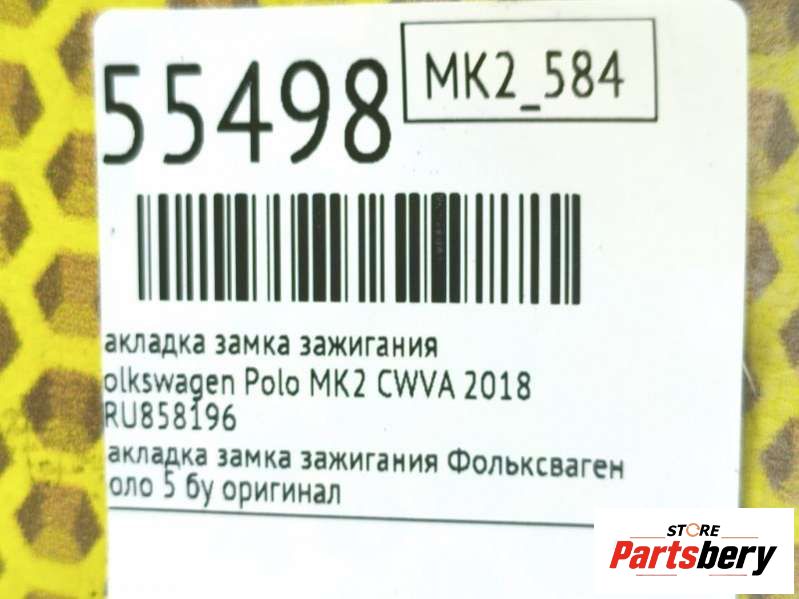 55498
MK2_584
акладка замка зажигания
olkswagen Polo MK2 CWVA 2018
RU858196
акладка замка зажигания Фольксваген
оло 5 бу оригинал
STORE
Partsbery